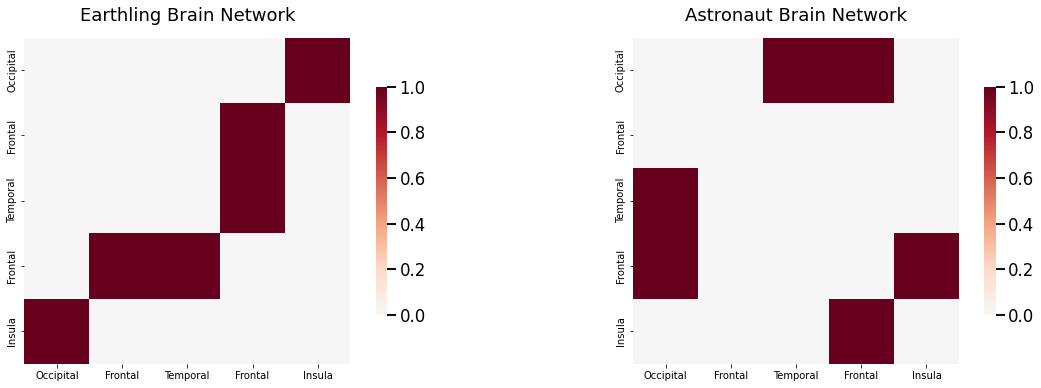 Earthling Brain Network
Occipital
Frontal
Temporal
Frontal
Insula
Occipital
Frontal
Temporal
Frontal
Insula
1.0
0.8
0.6
0.4
0.2
0.0
Astronaut Brain Network
Occipital
Frontal
Temporal
Frontal
Insula
Occipital
Frontal
Temporal
Frontal
Insula
1.0
0.8
0.6
0.4
0.2
0.0